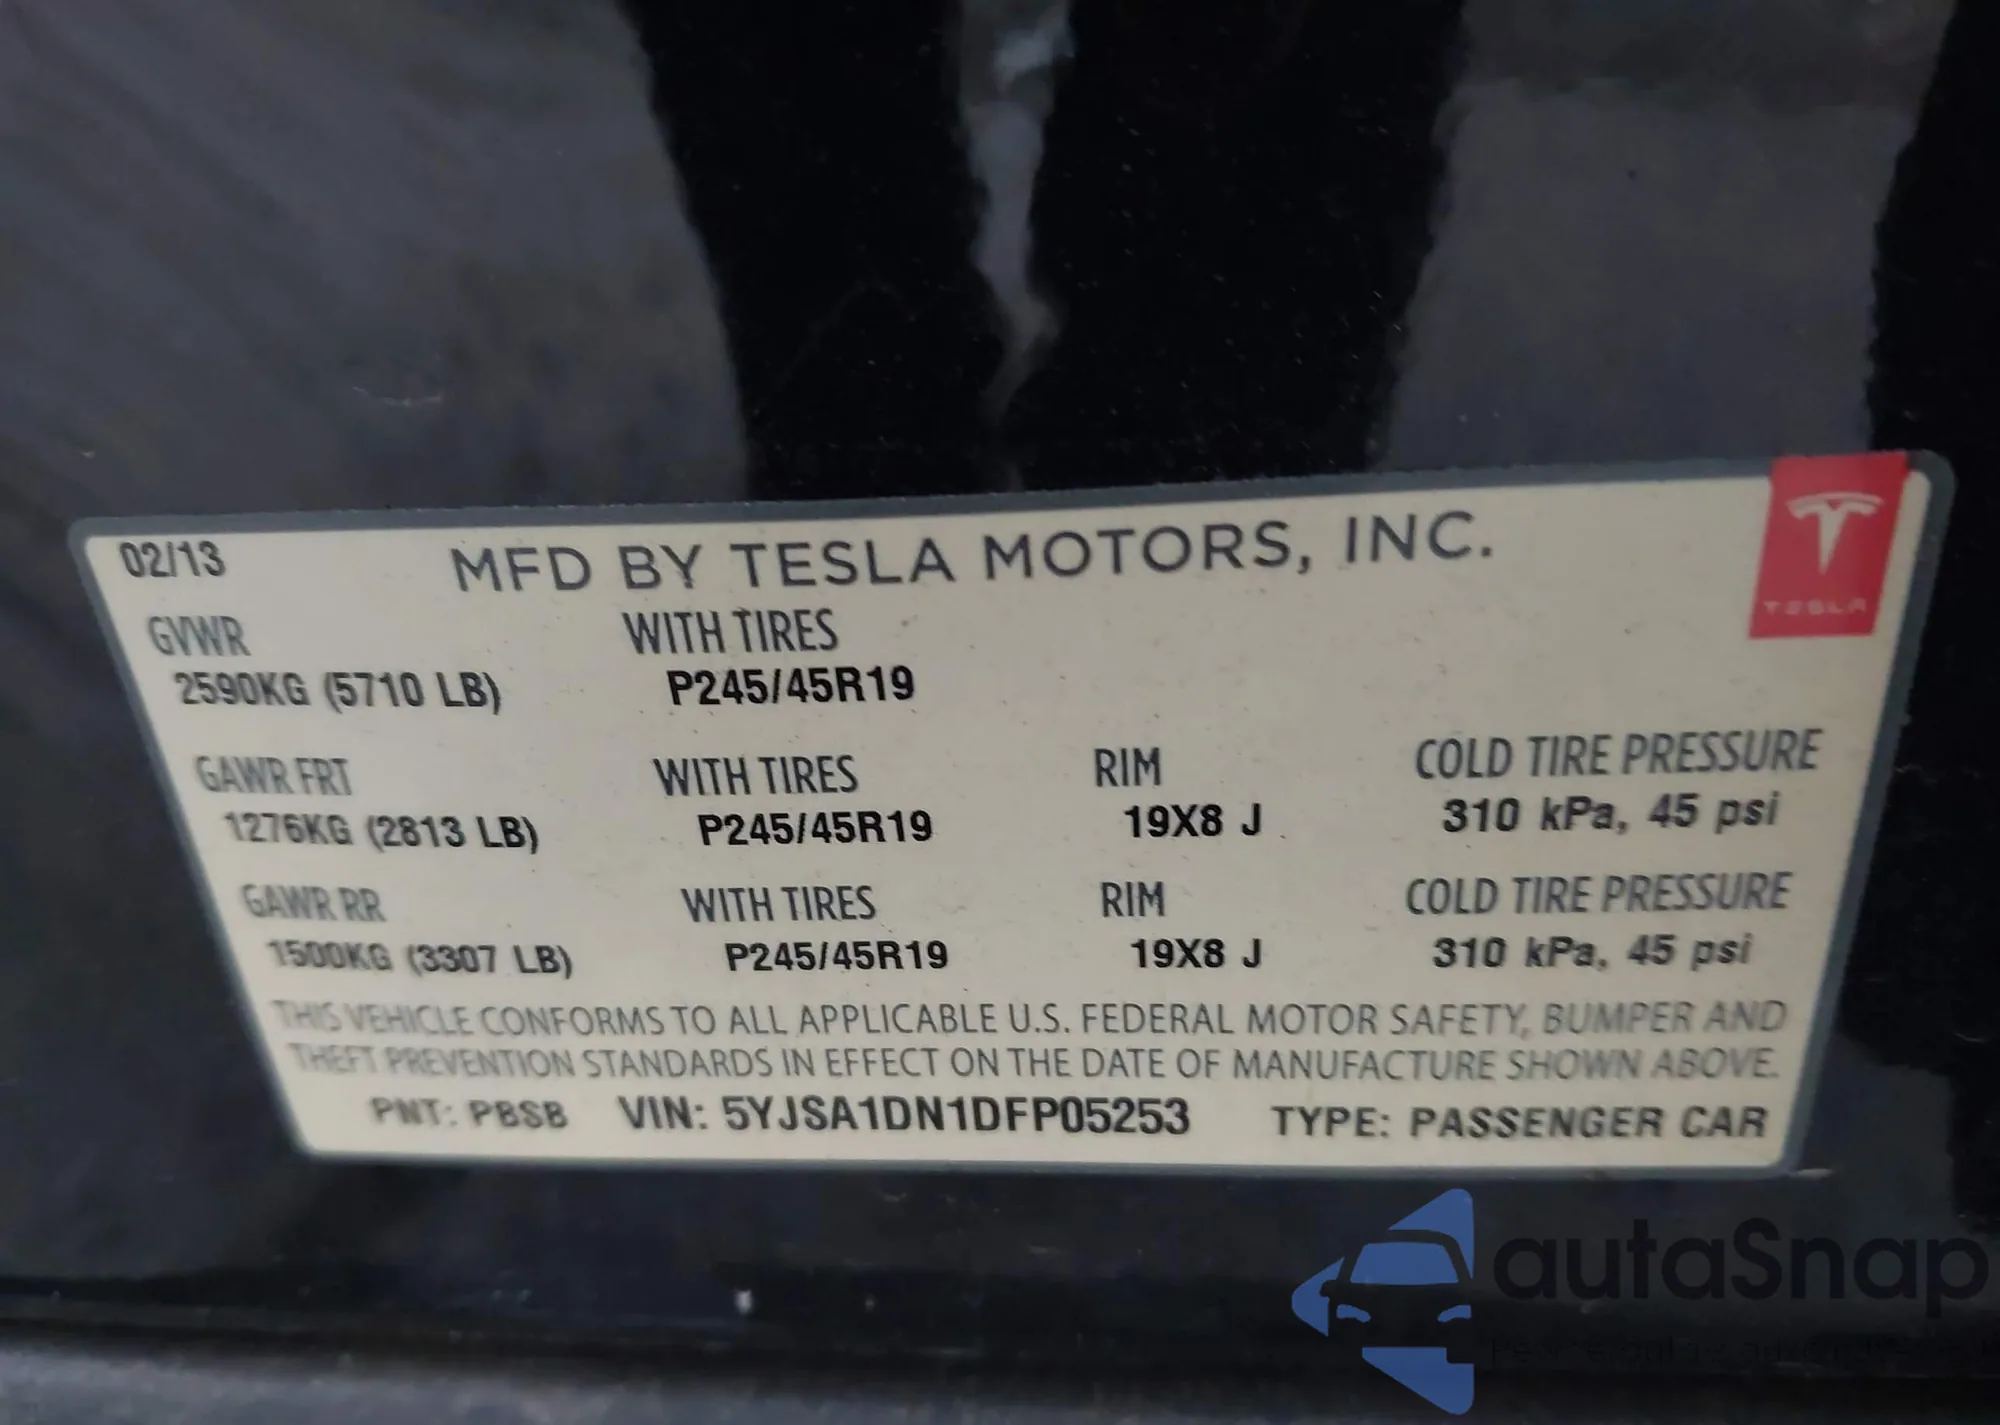 02/13 MFD BY TESLA MOTORS, INC.
TESLA
GVWR WITH TIRES
2590KG (5710 LB) P245/45R19
GAWR FRT WITH TIRES RIM COLD TIRE PRESSURE
1276KG (2813 LB) P245/45R19 19X8 J 310 kPa, 45 psi
GAWR RR WITH TIRES RIM COLD TIRE PRESSURE
1500KG (3307 LB) P245/45R19 19X8 J 310 kPa, 45 psi
THIS VEHICLE CONFORMS TO ALL APPLICABLE U.S. FEDERAL MOTOR SAFETY, BUMPER AND
THEFT PREVENTION STANDARDS IN EFFECT ON THE DATE OF MANUFACTURE SHOWN ABOVE.
PNT: PBSB VIN: 5YJSA1DN1DFP05253 TYPE: PASSENGER CAR
autaSnap